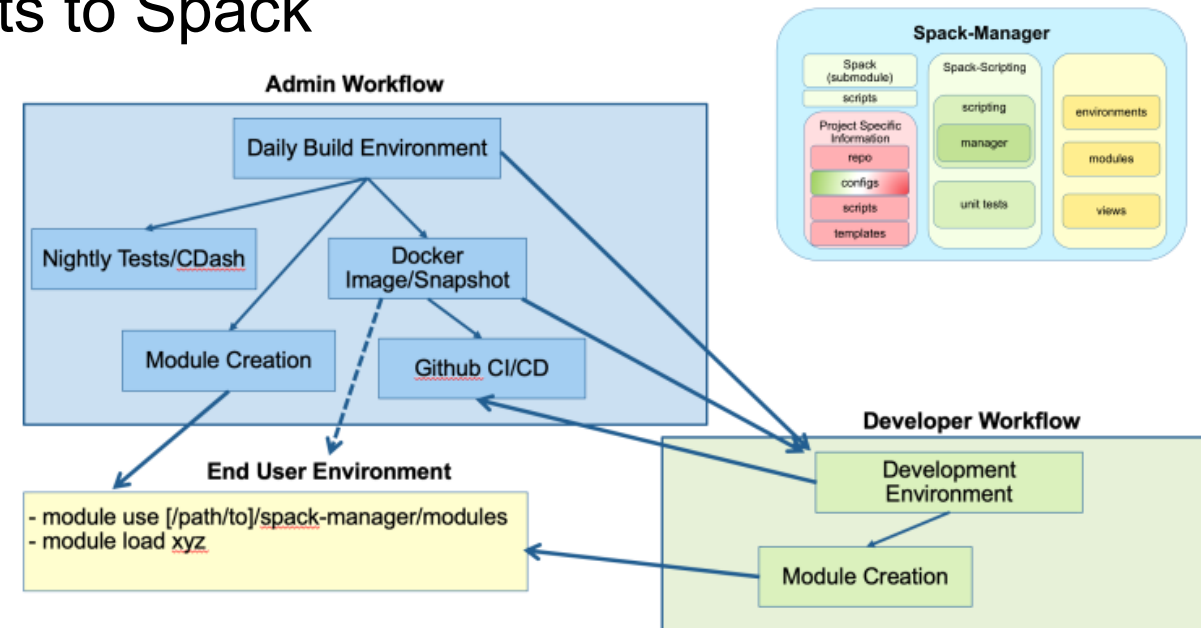 ts to Spack
Admin Workflow
Daily Build Environment
Nightly Tests/CDash
Docker
Image/Snapshot
Module Creation
Github CI/CD
End User Environment
- module use [/path/to]/spack-manager/modules
- module load xyz
Spack-Manager
Spack
(submodule)
scripts
Project Specific
Information
repo
configs
scripts
templates
Spack-Scripting
scripting
manager
unit tests
environments
modules
views
Developer Workflow
Development
Environment
Module Creation